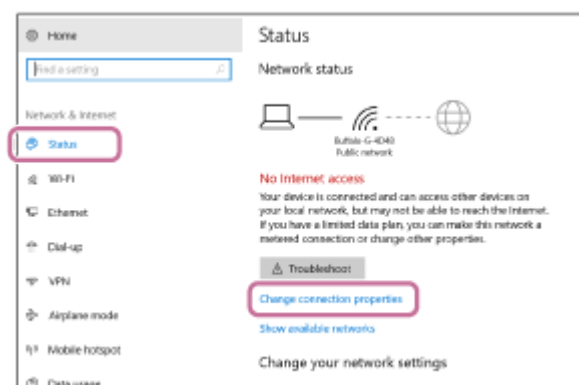 Home
Find a setting
Network & Internet
Status
Wi-Fi
Ethernet
Dial-up
VPN
Airplane mode
Mobile hotspot
Data usage
Status
Network status
Buffalo-G-4D40
Public network
No Internet access
Your device is connected and can access other devices on
your local network, but may not be able to reach the Internet.
If you have a limited data plan, you can make this network a
metered connection or change other properties.
Troubleshoot
Change connection properties
Show available networks
Change your network settings